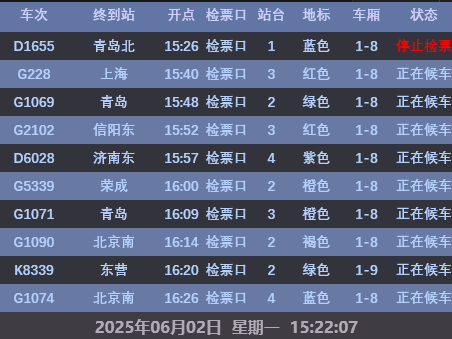 车次 终到站 开点 检票口 站台 地标 车厢 状态
D1655 青岛北 15:26 检票口 1 蓝色 1-8 停止检票
G228 上海 15:40 检票口 3 红色 1-8 正在候车
G1069 青岛 15:48 检票口 2 绿色 1-8 正在候车
G2102 信阳东 15:52 检票口 3 红色 1-8 正在候车
D6028 济南东 15:57 检票口 4 紫色 1-8 正在候车
G5339 荣成 16:00 检票口 2 橙色 1-8 正在候车
G1071 青岛 16:09 检票口 3 橙色 1-8 正在候车
G1090 北京南 16:14 检票口 2 褐色 1-8 正在候车
K8339 东营 16:20 检票口 2 绿色 1-9 正在候车
G1074 北京南 16:26 检票口 4 蓝色 1-8 正在候车
2025年06月02日 星期一 15:22:07